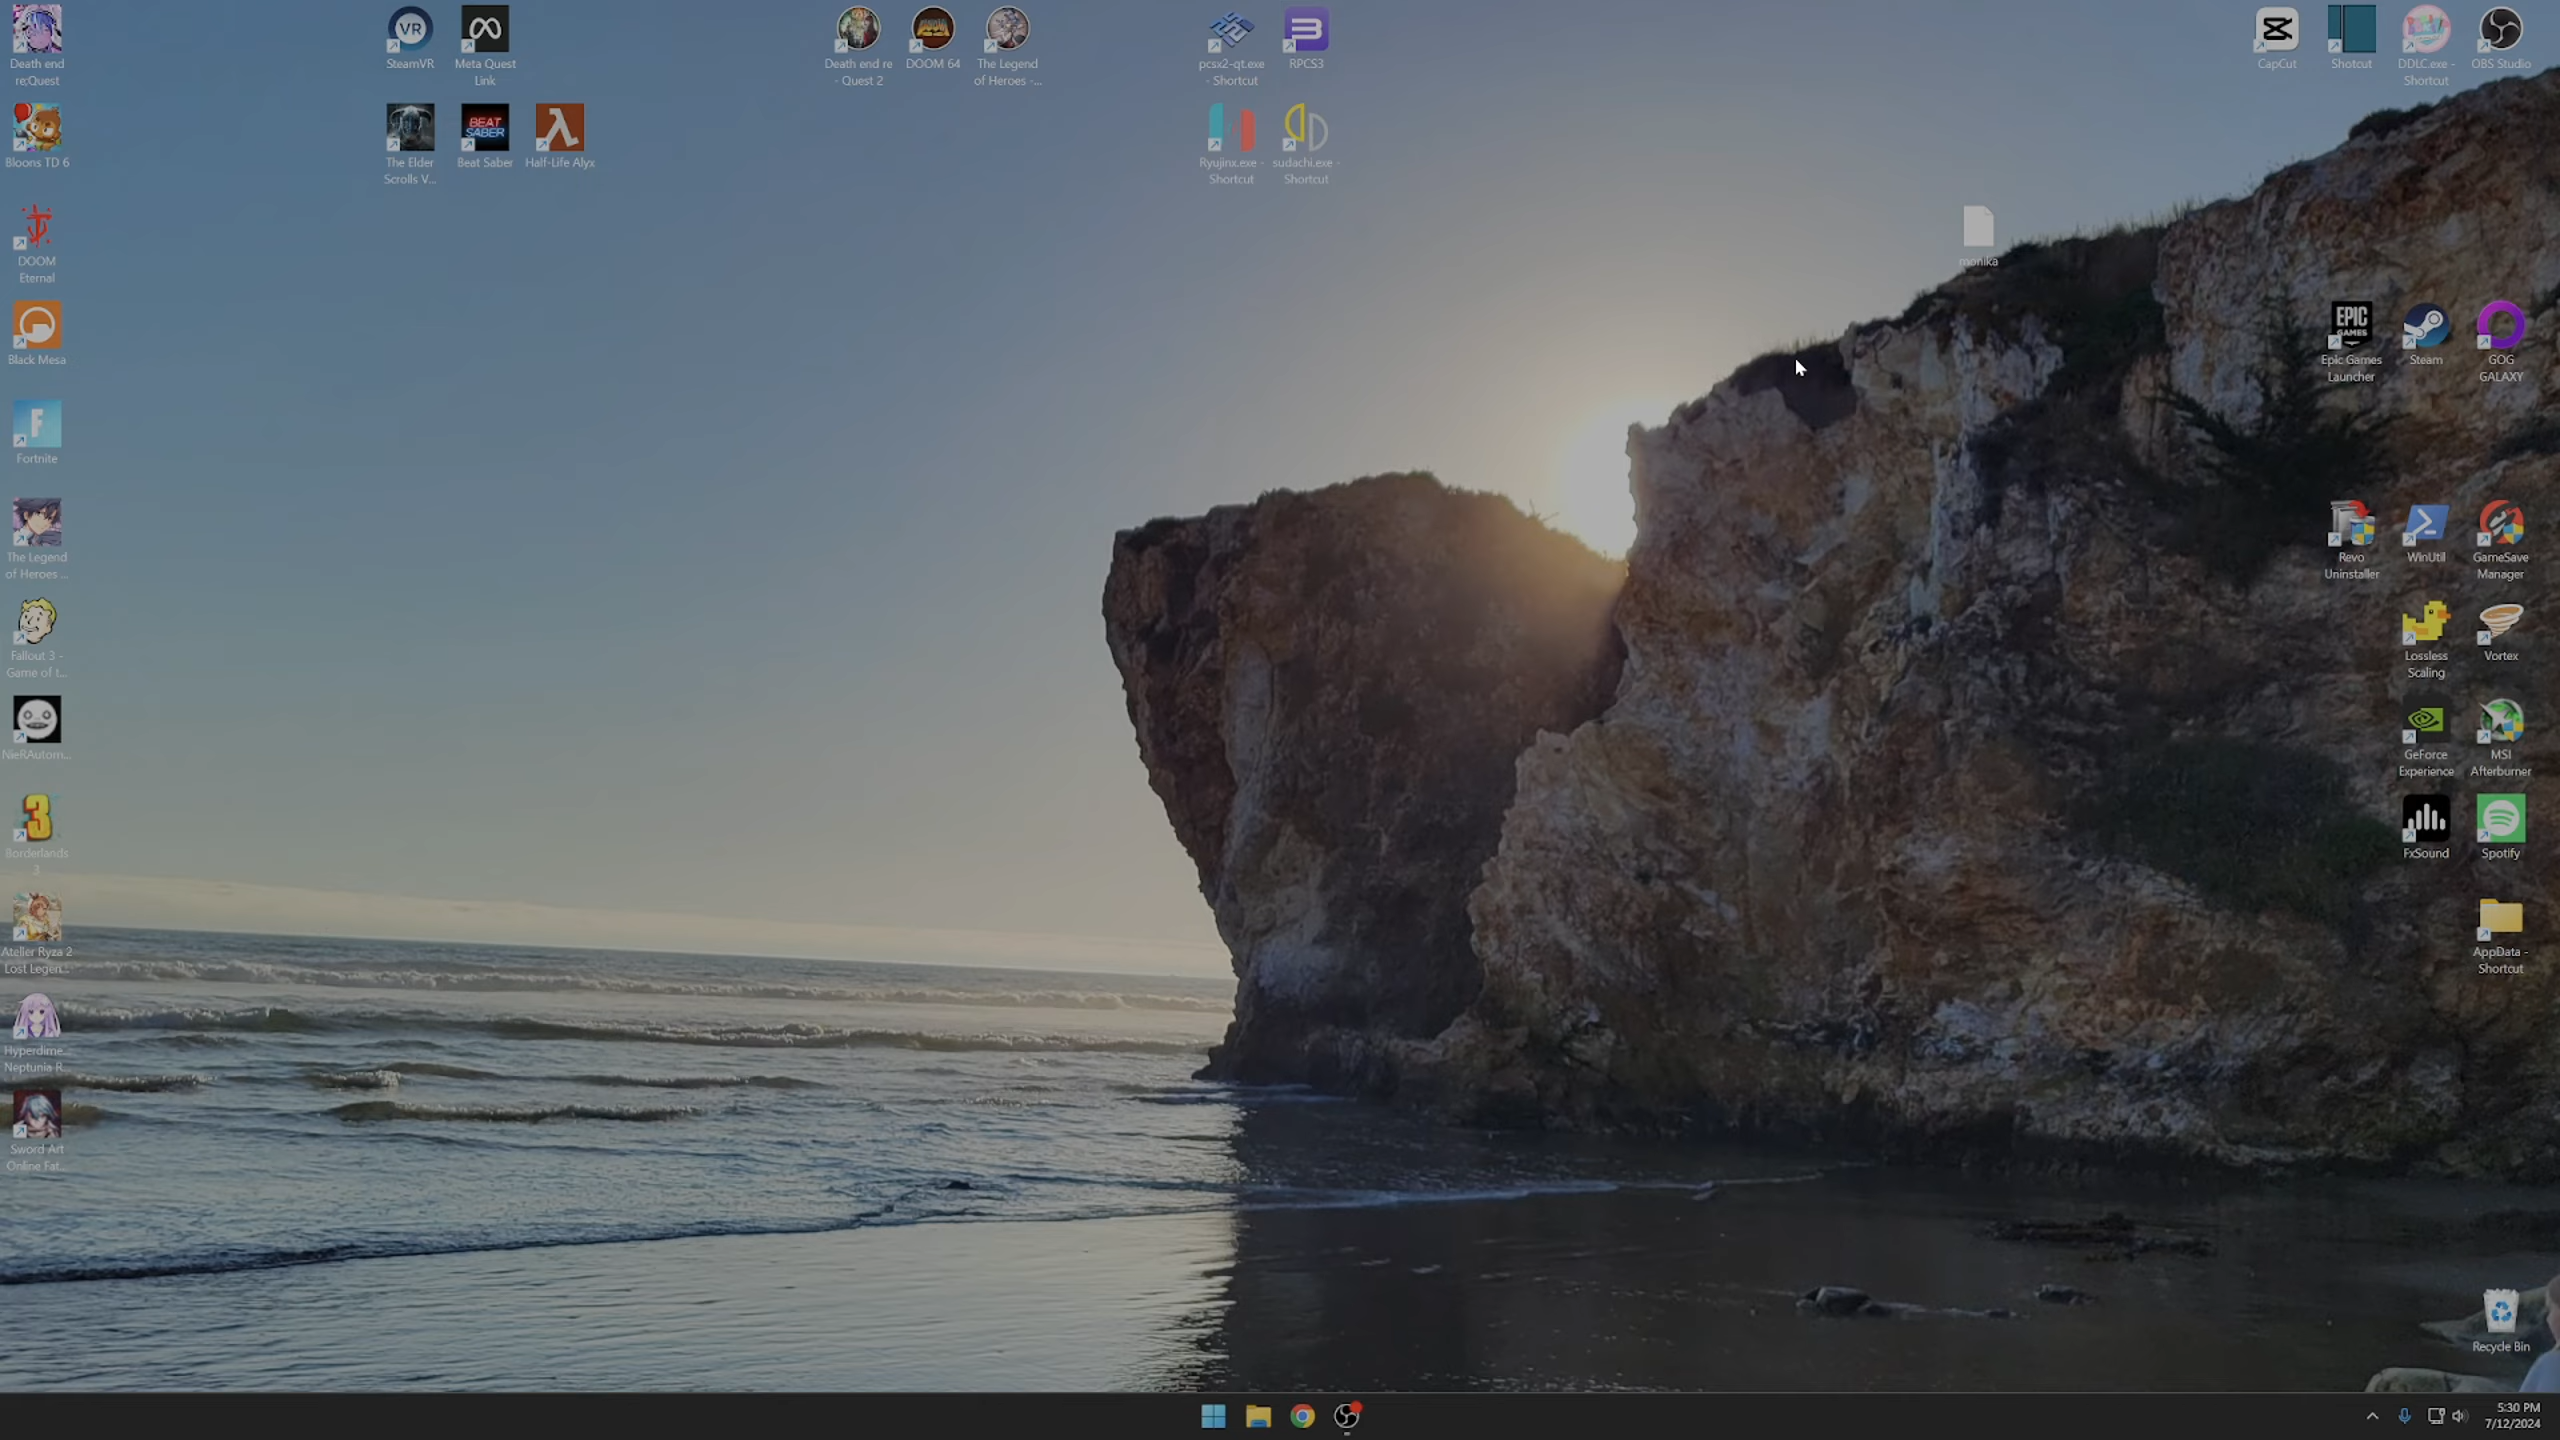 Death end
re;Quest
SteamVR
Meta Quest
Link
Death end re
- Quest 2
DOOM 64
The Legend
of Heroes -...
pcsx2-qt.exe
- Shortcut
RPCS3
CapCut
Shotcut
DDLC.exe -
Shortcut
OBS Studio
Bloons TD 6
The Elder
Scrolls V...
BEAT
SABER
Beat Saber
Half-Life Alyx
Ryujinx.exe -
Shortcut
sudachi.exe -
Shortcut
monika
DOOM
Eternal
Black Mesa
EPIC
GAMES
Epic Games
Launcher
Steam
GOG
GALAXY
Fortnite
The Legend
of Heroes ...
Revo
Uninstaller
WinUtil
GameSave
Manager
Fallout 3 -
Game of t...
Lossless
Scaling
Vortex
NieRAutom...
GeForce
Experience
MSI
Afterburner
Borderlands
3
FxSound
Spotify
Atelier Ryza 2
Lost Legen...
AppData -
Shortcut
Hyperdime...
Neptunia R...
Sword Art
Online Fat...
Recycle Bin
5:30 PM
7/12/2024